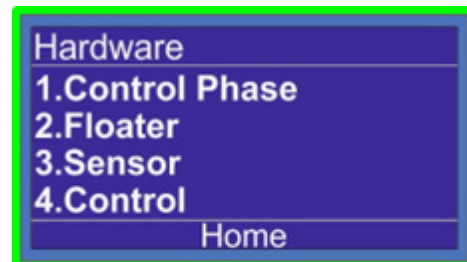 Hardware
1.Control Phase
2.Floater
3.Sensor
4.Control
Home